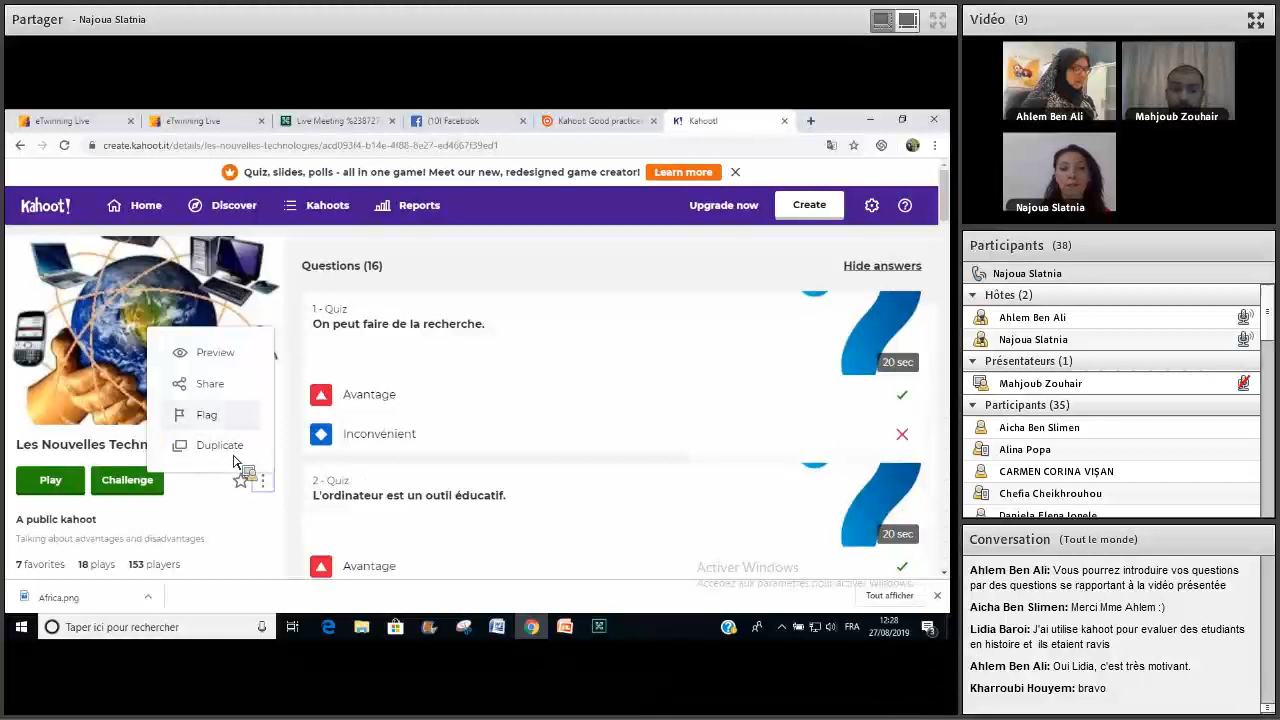 Partager - Najoua Slatnia
eTwinning Live
eTwinning Live
Live Meeting %238727
(10) Facebook
Kahoot: Good practice
Kahoot!
create.kahoot.it/details/les-nouvelles-technologies/acd093f4-b14e-4f88-8e27-ed4667f39ed1
Quiz, slides, polls - all in one game! Meet our new, redesigned game creator!
Learn more
Kahoot!
Home
Discover
Kahoots
Reports
Upgrade now
Create
Questions (16)
Hide answers
1 - Quiz
On peut faire de la recherche.
20 sec
Avantage
Inconvénient
2 - Quiz
L'ordinateur est un outil éducatif.
20 sec
Avantage
Preview
Share
Flag
Duplicate
Les Nouvelles Techn
Play
Challenge
A public kahoot
Talking about advantages and disadvantages
7 favorites 18 plays 153 players
Activer Windows
Accédez aux paramètres pour activer Windows.
Africa.png
Tout afficher
Taper ici pour rechercher
FRA
12:28
27/08/2019
3
Vidéo (3)
Ahlem Ben Ali
Mahjoub Zouhair
Najoua Slatnia
Participants (38)
Najoua Slatnia
Hôtes (2)
Ahlem Ben Ali
Najoua Slatnia
Présentateurs (1)
Mahjoub Zouhair
Participants (35)
Aicha Ben Slimen
Alina Popa
CARMEN CORINA VIŞAN
Chefia Cheikhrouhou
Daniela Elena Ionele
Conversation (Tout le monde)
Ahlem Ben Ali: Vous pourrez introduire vos questions
par des questions se rapportant à la vidéo présentée
Aicha Ben Slimen: Merci Mme Ahlem :)
Lidia Baroi: J'ai utilise kahoot pour evaluer des etudiants
en histoire et ils etaient ravis
Ahlem Ben Ali: Oui Lidia, c'est très motivant.
Kharroubi Houyem: bravo